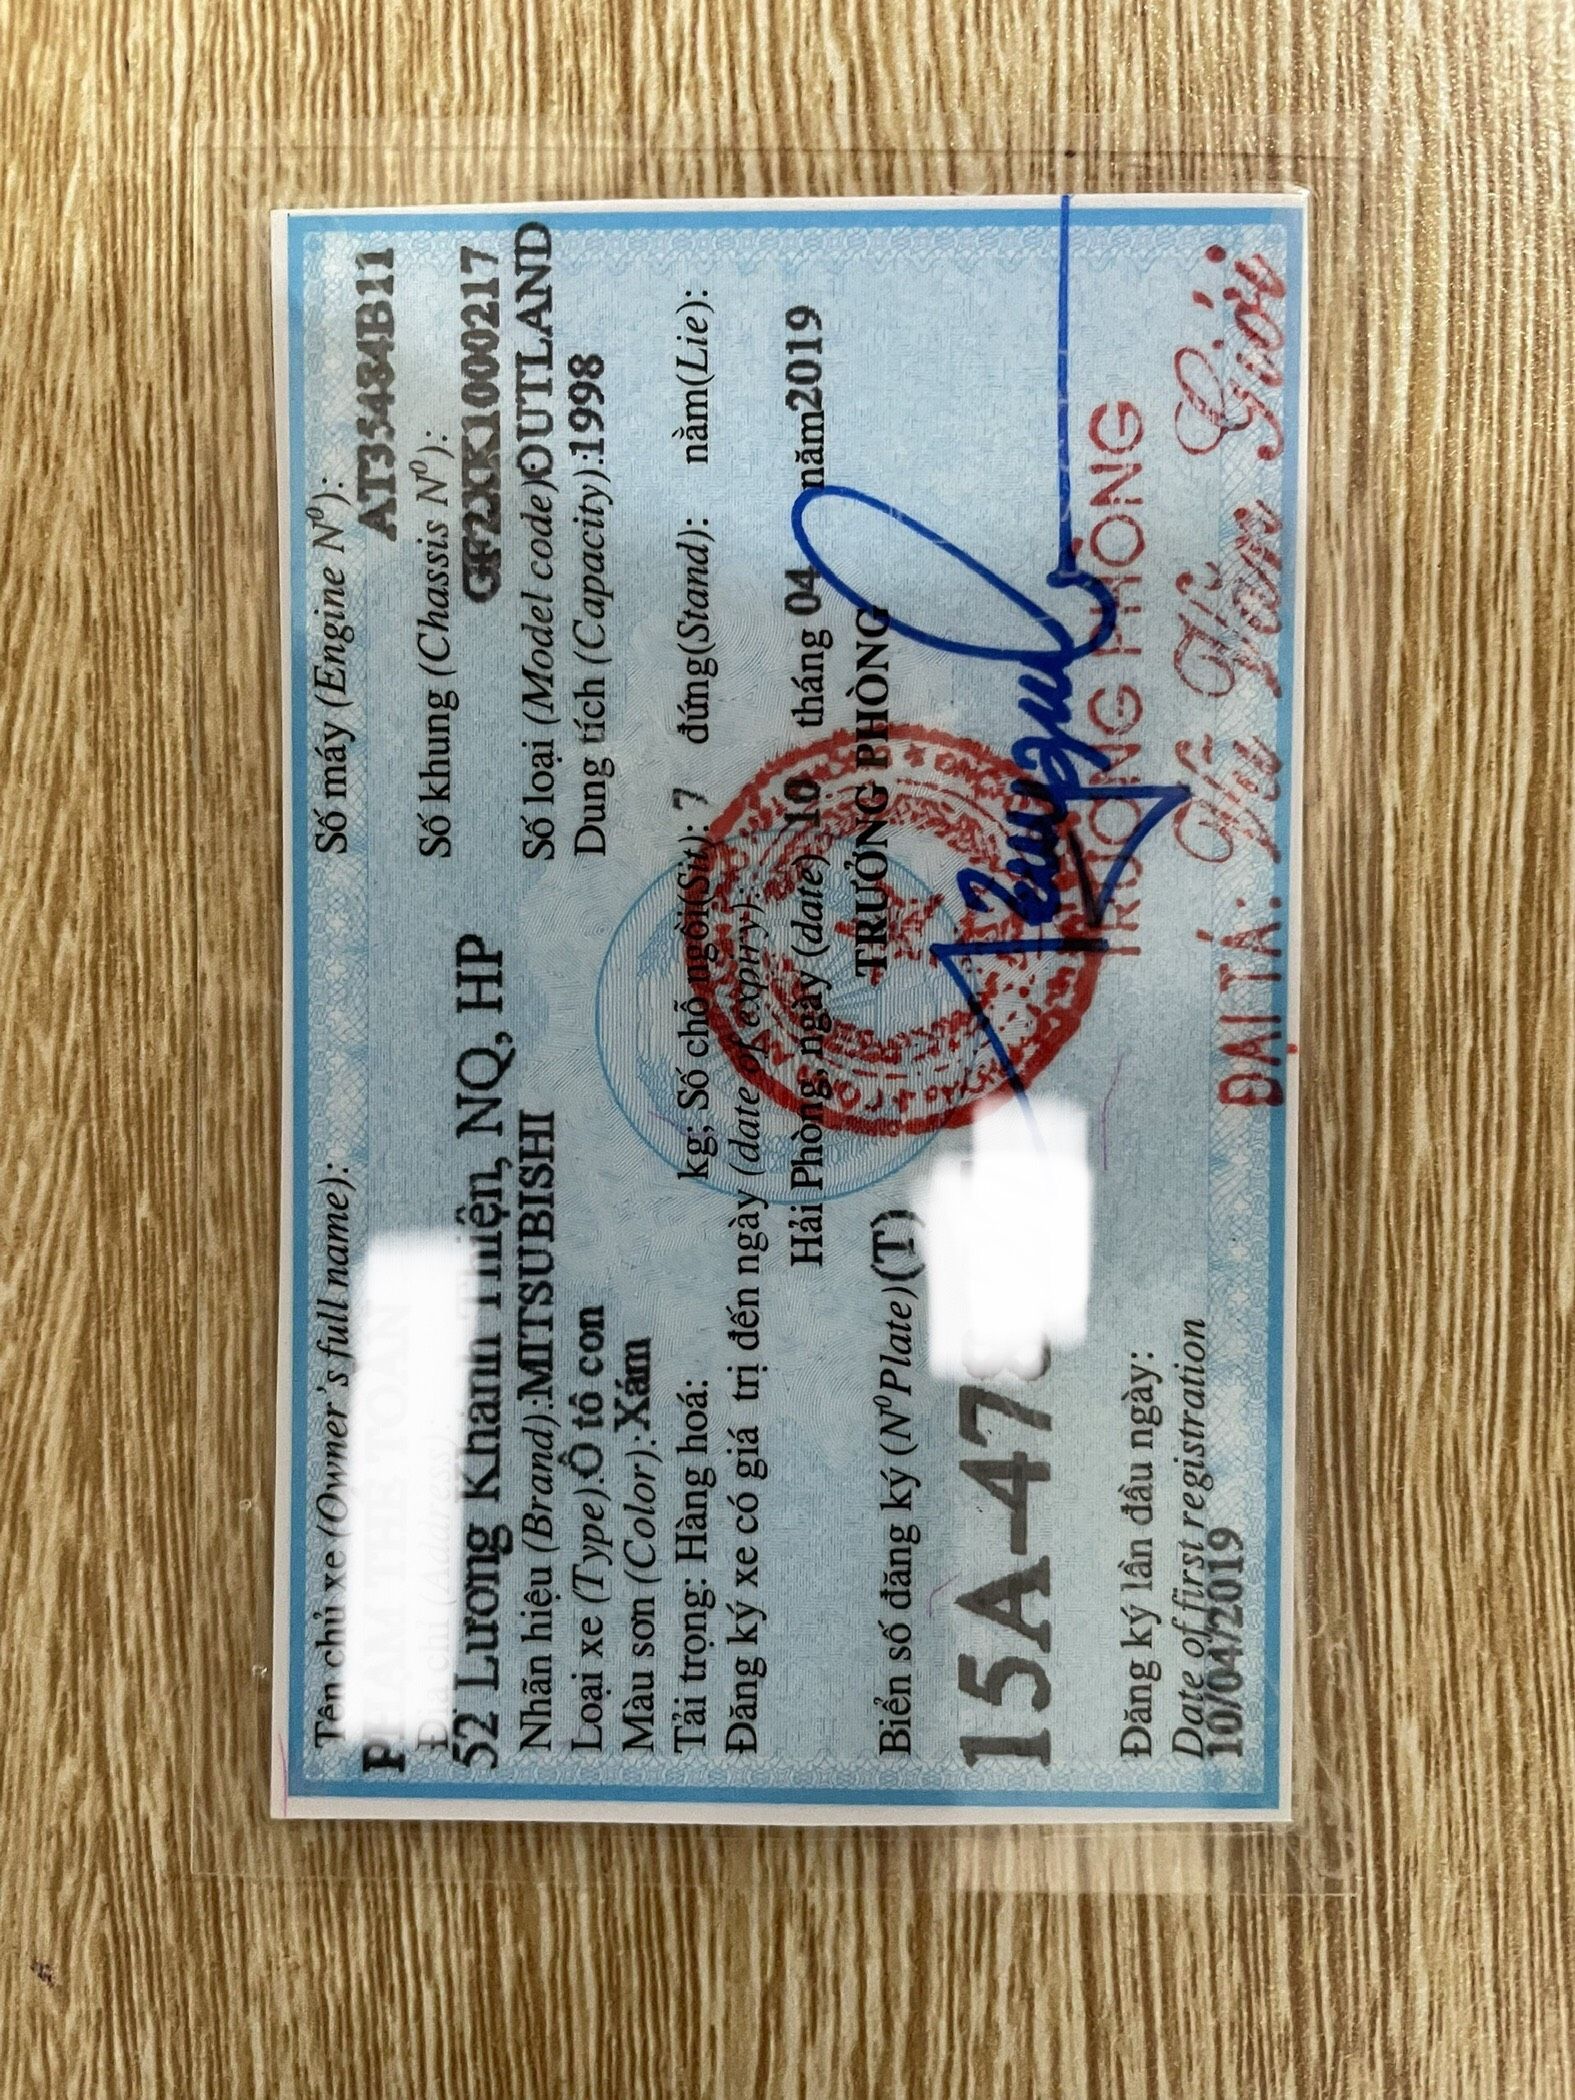 Tên chủ xe (Owner's full name):
Số máy (Engine Nº):
AT35484B11
Địa chỉ (Address):
Số khung (Chassis Nº):
52 Lương Khánh Thiện, NQ, HP
GF2XK1000217
Nhãn hiệu (Brand):MITSUBISHI
Số loại (Model code)OUTLAND
Loại xe (Type).Ô tô con
Dung tích (Capacity):1998
Màu sơn (Color):Xám
Tải trọng: Hàng hoá: kg; Số chỗ ngồi(Sit): 7 đứng(Stand): nằm(Lie):
Đăng ký xe có giá trị đến ngày (date of expiry):
Hải Phòng, ngày (date) 10 tháng 04 năm2019
TRƯỞNG PHÒNG
Biển số đăng ký (Nº Plate)(T)
15A-47
TRƯỞNG PHÒNG
Đăng ký lần đầu ngày:
Date of first registration
10/04/2019
ĐẠI TÁ: